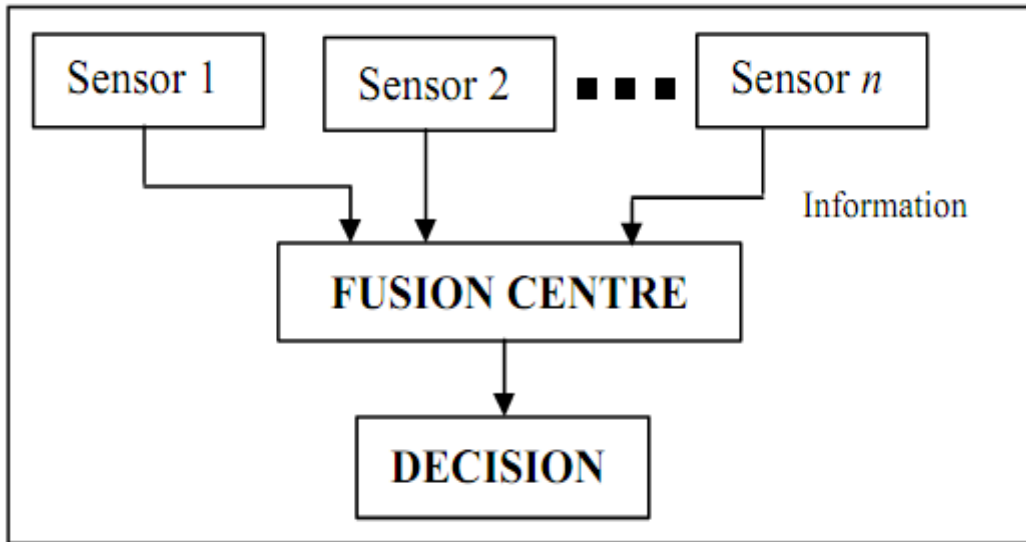 Sensor 1
Sensor 2
Sensor n
Information
FUSION CENTRE
DECISION